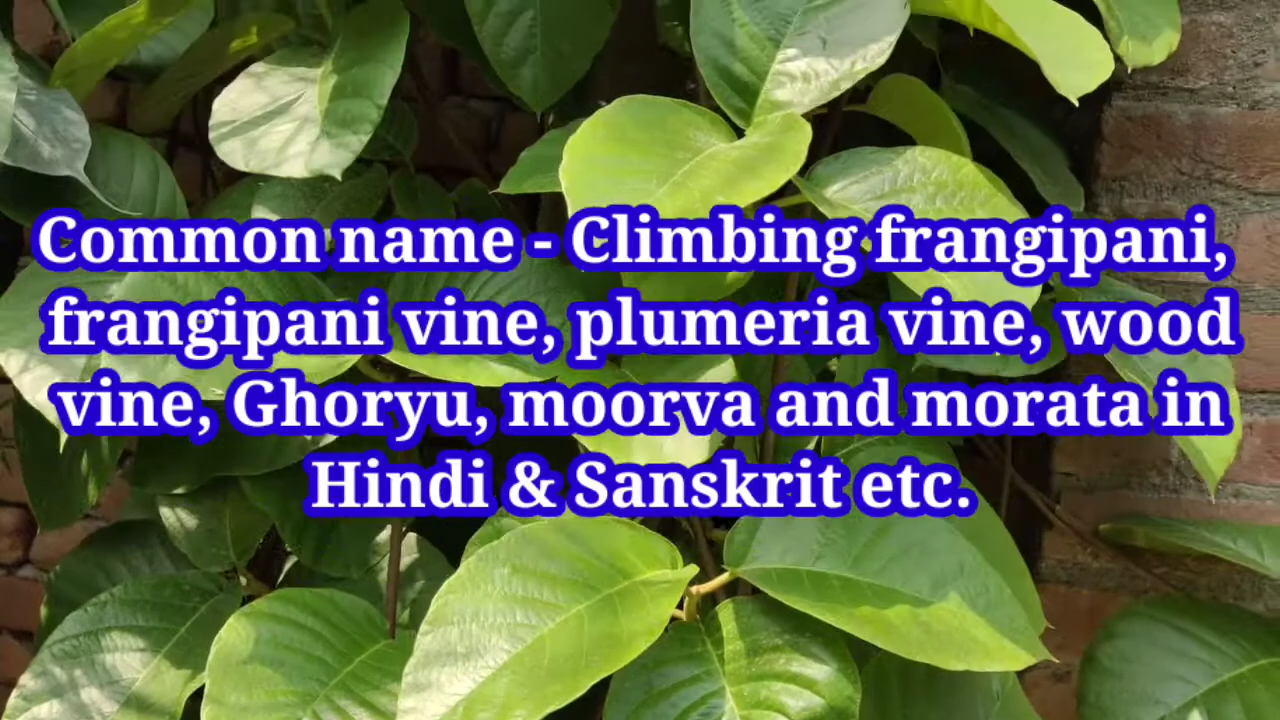 Common name - Climbing frangipani,
frangipani vine, plumeria vine, wood
vine, Ghoryu, moorva and morata in
Hindi & Sanskrit etc.